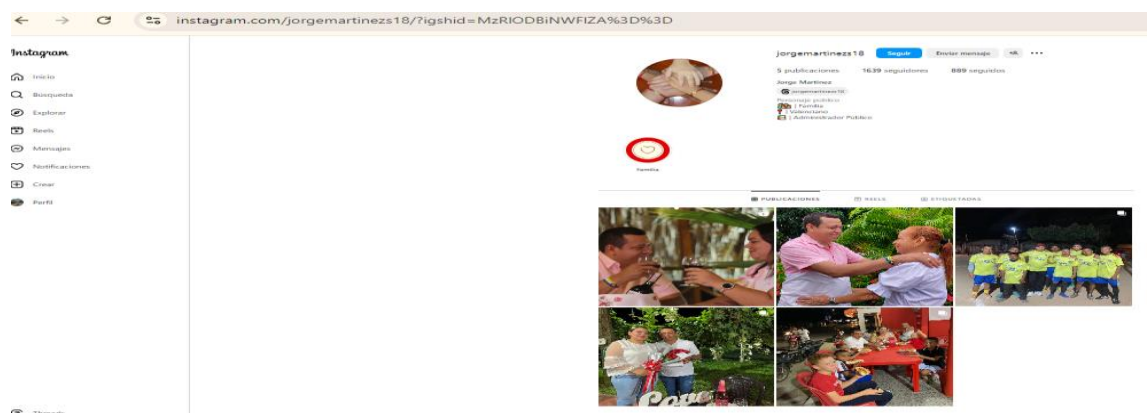 instagram.com/jorgemartinezs18/?igshid=MzRlODBiNWFlZA%3D%3D
Instagram
Inicio
Búsqueda
Explorar
Reels
Mensajes
Notificaciones
Crear
Perfil
jorgemartinezs18 Seguir Enviar mensaje
5 publicaciones 1639 seguidores 889 seguidos
Jorge Martinez
jorgemartinezs18
Personaje político
| Familia
| Valenciano
| Administrador Público
Familia
PUBLICACIONES REELS ETIQUETADAS